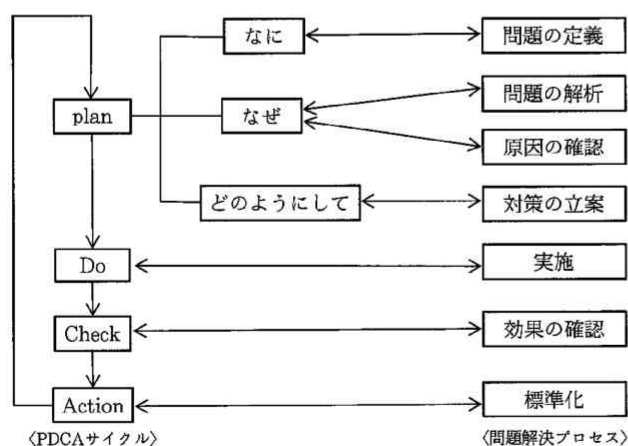 なに
問題の定義
plan
なぜ
問題の解析
原因の確認
どのようにして
対策の立案
Do
実施
Check
効果の確認
Action
標準化
〈PDCAサイクル〉
〈問題解決プロセス〉